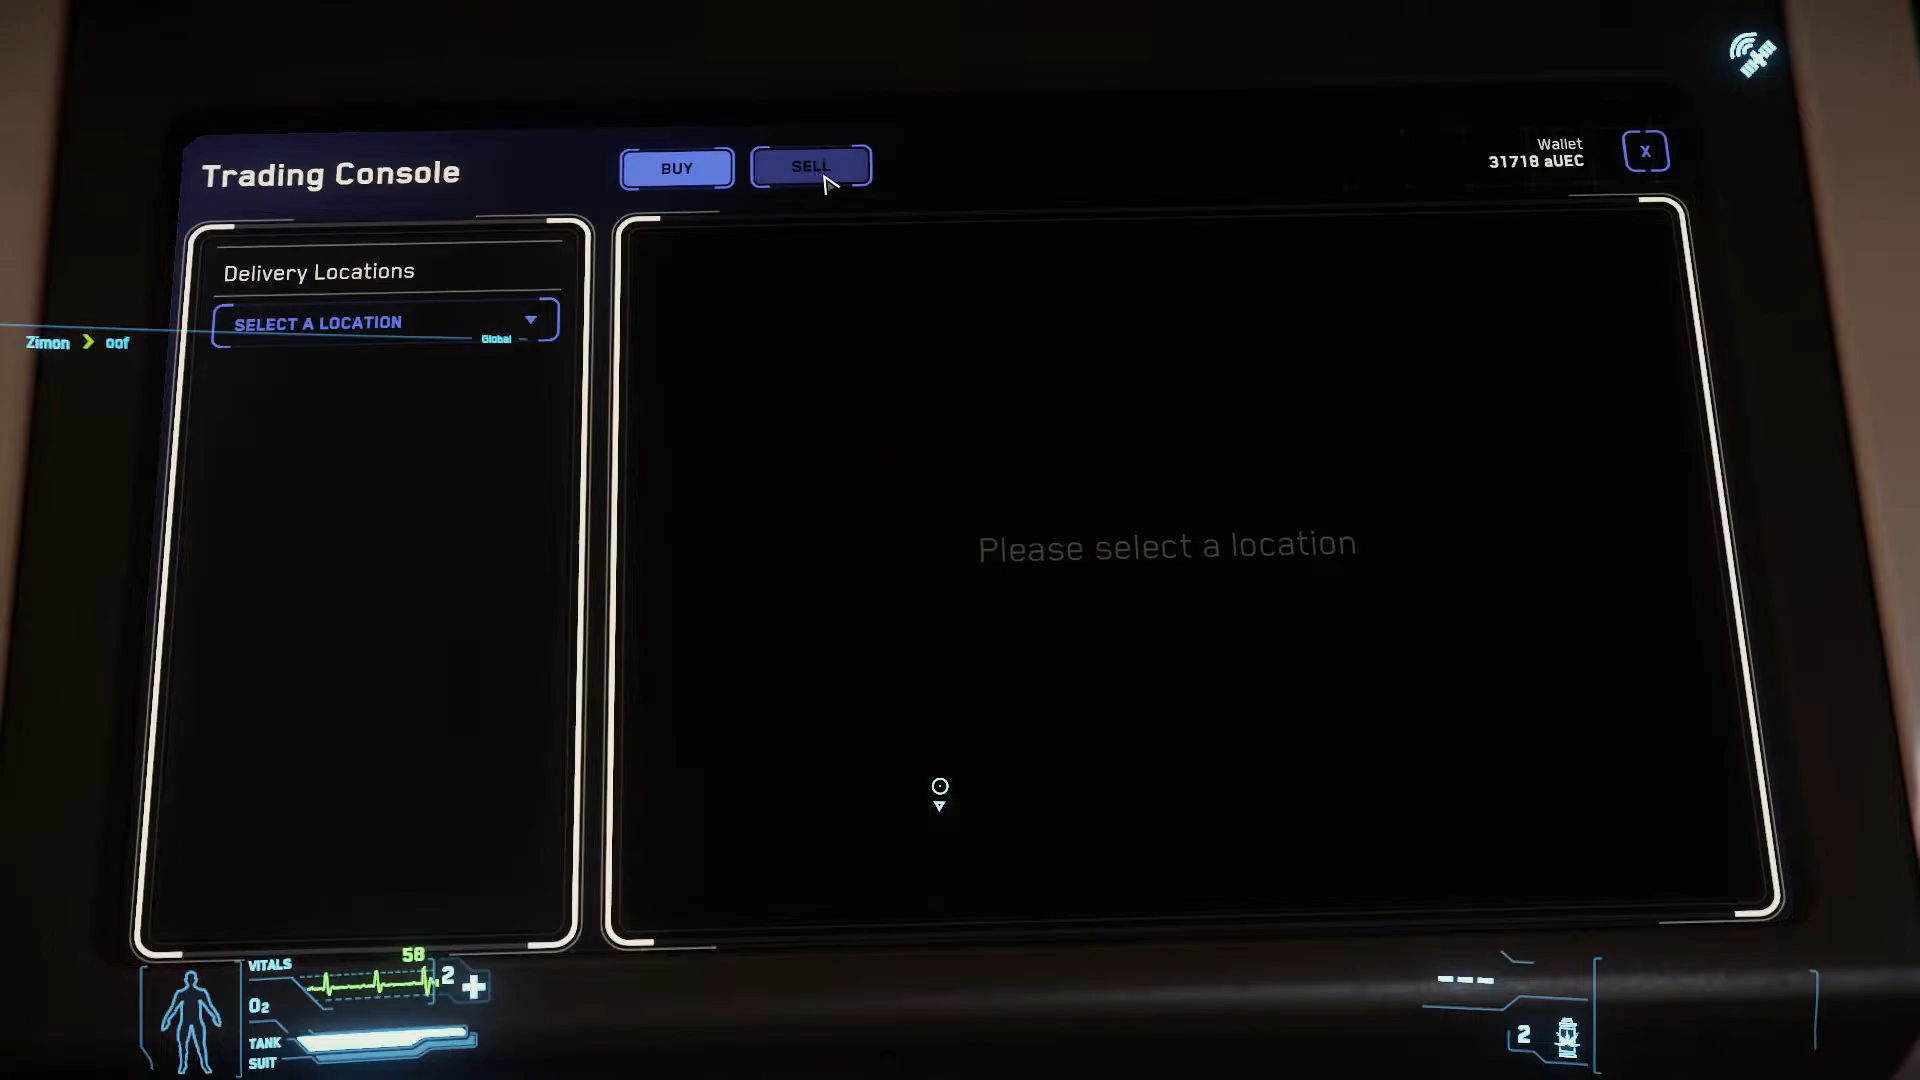 Trading Console
BUY
SELL
Wallet
31718 aUEC
X
Delivery Locations
SELECT A LOCATION
Global
Zimon > oof
Please select a location
VITALS
58
2
O₂
TANK
SUIT
2